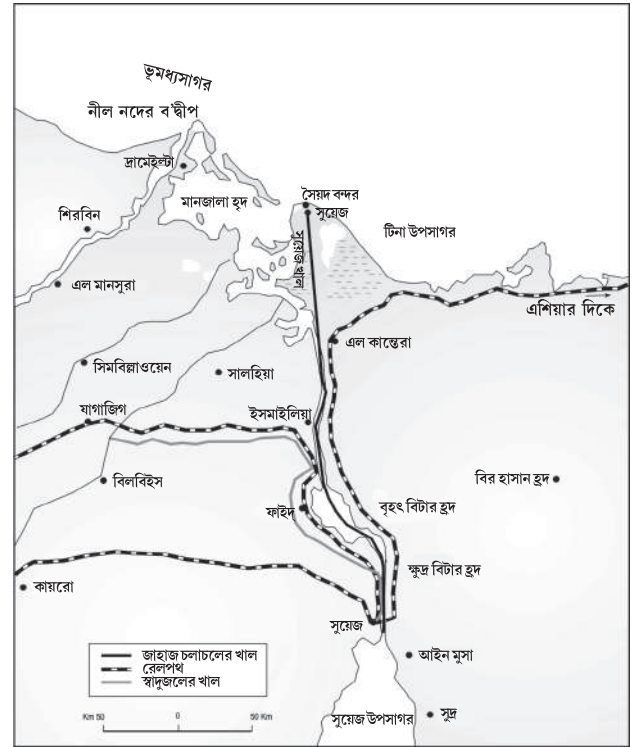 ভূমধ্যসাগর
নীল নদের ব'দ্বীপ
দ্রামেইল্টা
মানজালা হৃদ
সৈয়দ বন্দর
সুয়েজ
শিরবিন
টিনা উপসাগর
সুয়েজ খাল
এল মানসুরা
এশিয়ার দিকে
এল কান্তেরা
সিমবিল্লাওয়েন
সালহিয়া
যাগাজিগ
ইসমাইলিয়া
বিলবিইস
বির হাসান হ্রদ
বৃহৎ বিটার হ্রদ
ফাইদ
ক্ষুদ্র বিটার হ্রদ
কায়রো
সুয়েজ
জাহাজ চলাচলের খাল
রেলপথ
স্বাদুজলের খাল
আইন মুসা
Km 50 0 50 Km
সুয়েজ উপসাগর
সুদ্র